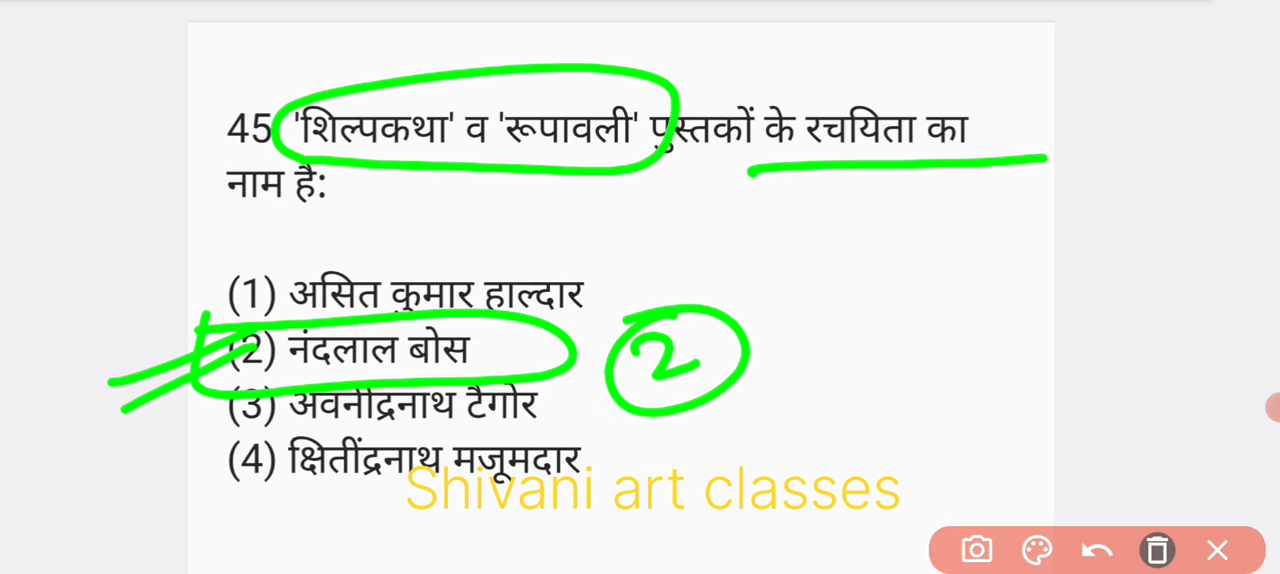 45 'शिल्पकथा' व 'रूपावली' पुस्तकों के रचयिता का
नाम है:
(1) असित कुमार हाल्दार
(2) नंदलाल बोस
2
(3) अवनींद्रनाथ टैगोर
(4) क्षितींद्रनाथ मजूमदार
Shivani art classes